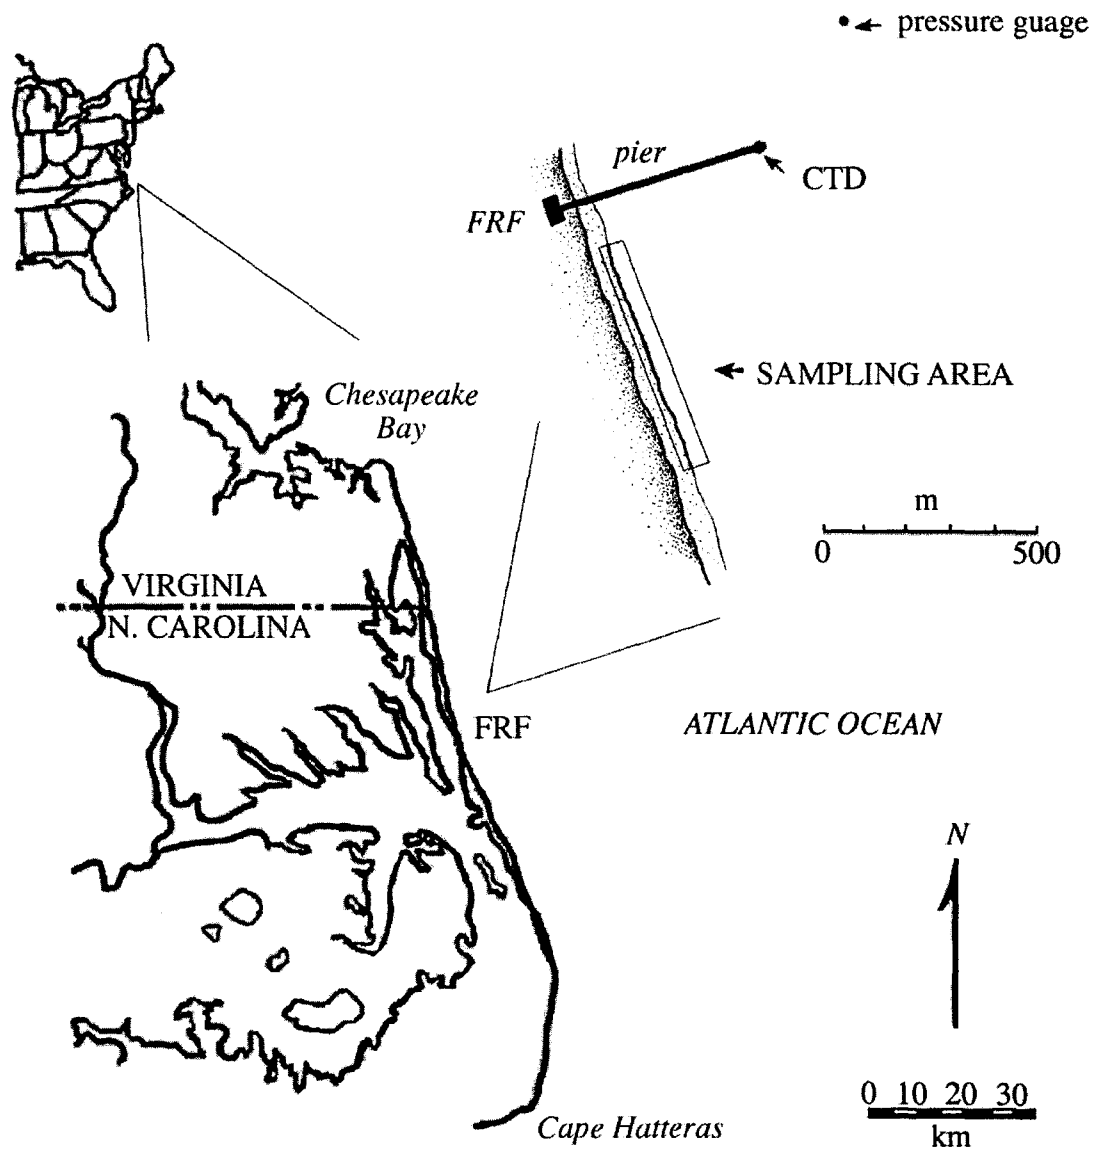 pressure guage
pier
CTD
FRF
SAMPLING AREA
Chesapeake
Bay
m
0 500
VIRGINIA
N. CAROLINA
FRF
ATLANTIC OCEAN
N
0 10 20 30
km
Cape Hatteras